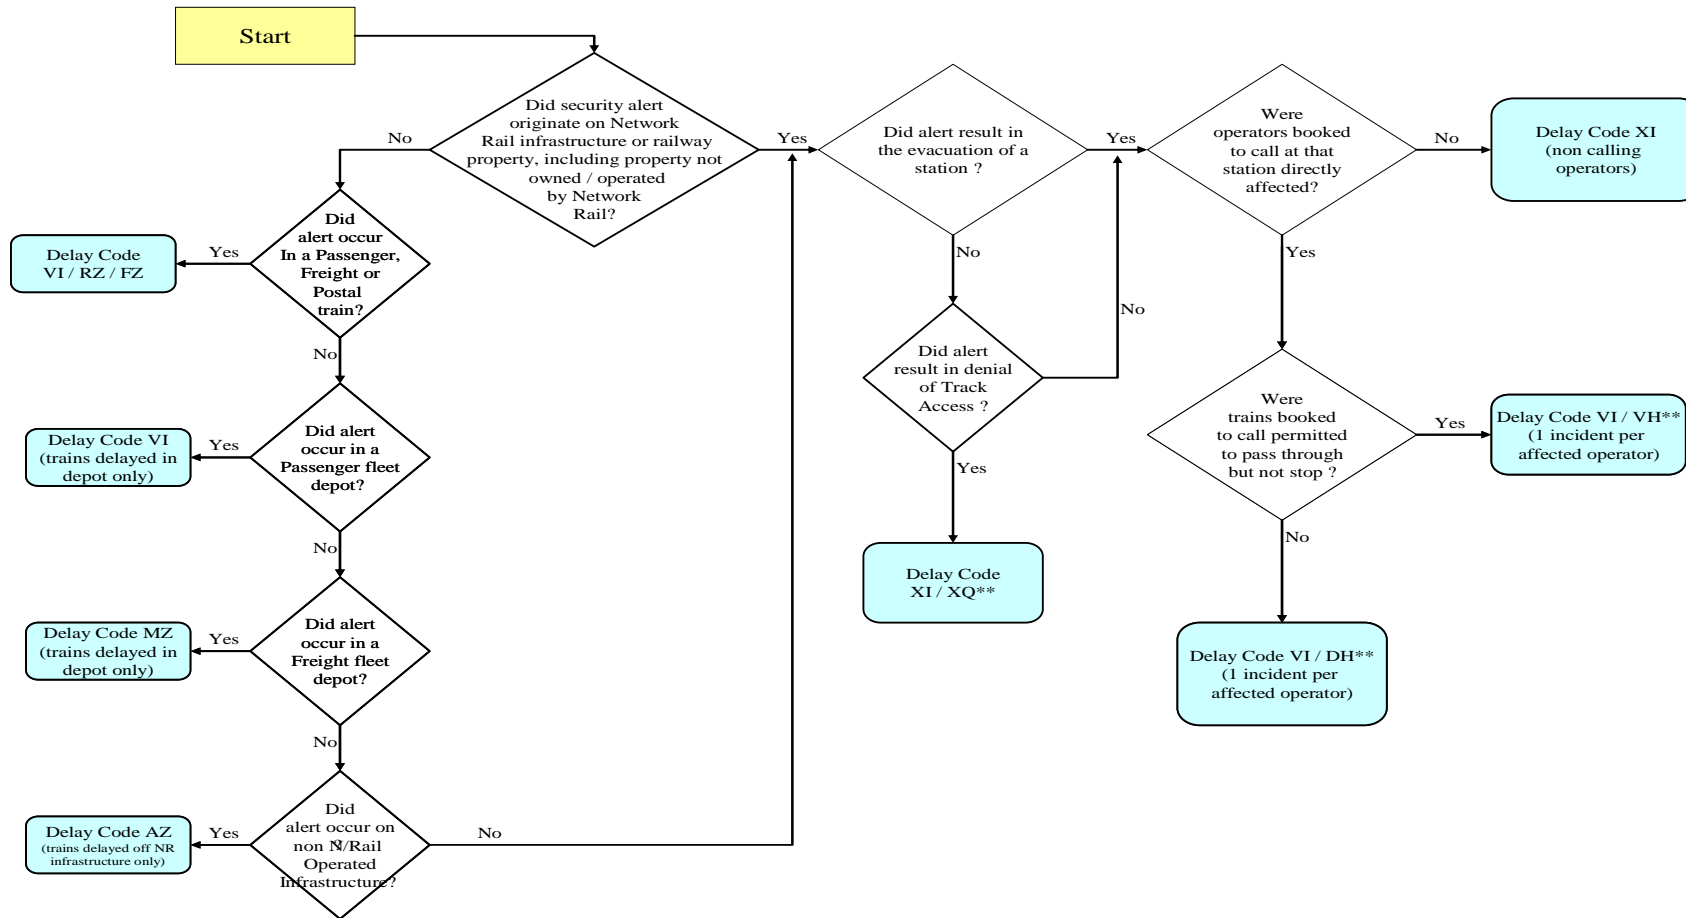 Start
Did security alert
originate on Network
Rail infrastructure or railway
property, including property not
owned / operated
by Network
Rail?
No
Yes
Did alert result in
the evacuation of a
station ?
Yes
Were
operators booked
to call at that
station directly
affected?
No
Delay Code XI
(non calling
operators)
Did
alert occur
In a Passenger,
Freight or
Postal
train?
Yes
Delay Code
VI / RZ / FZ
No
No
Yes
No
Did alert
result in denial
of Track
Access ?
Yes
Delay Code
XI / XQ**
Were
trains booked
to call permitted
to pass through
but not stop ?
Yes
Delay Code VI / VH**
(1 incident per
affected operator)
No
Delay Code VI / DH**
(1 incident per
affected operator)
Did alert
occur in a
Passenger fleet
depot?
Yes
Delay Code VI
(trains delayed in
depot only)
No
Did alert
occur in a
Freight fleet
depot?
Yes
Delay Code MZ
(trains delayed in
depot only)
No
Did
alert occur on
non N/Rail
Operated
Infrastructure?
?
Yes
Delay Code AZ
(trains delayed off NR
infrastructure only)
No